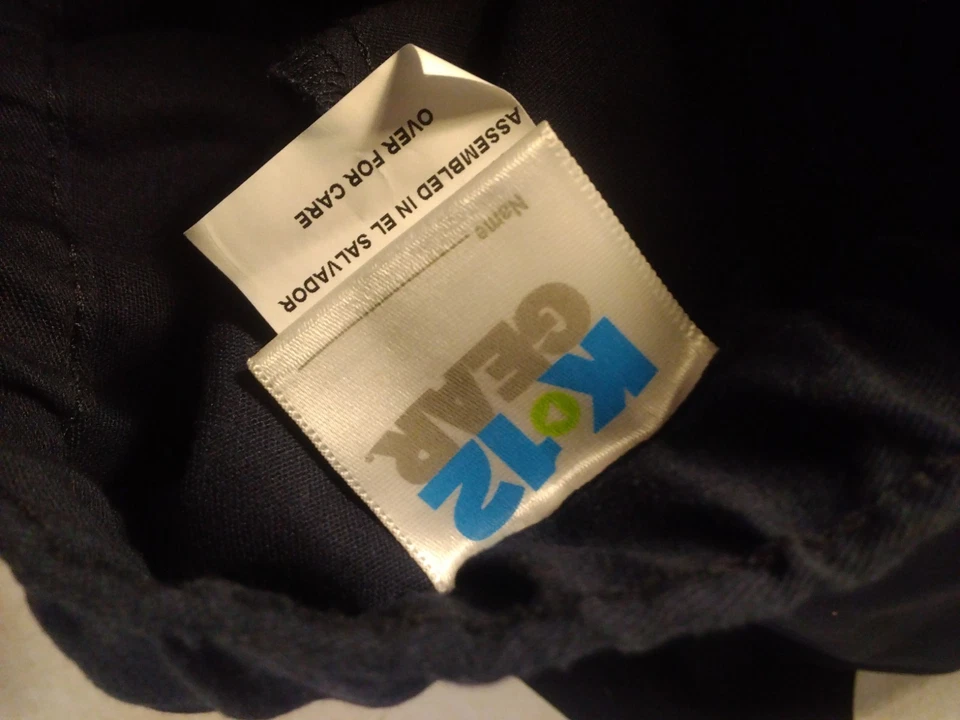 K-12
GEAR
Name
ASSEMBLED IN EL SALVADOR
OVER FOR CARE